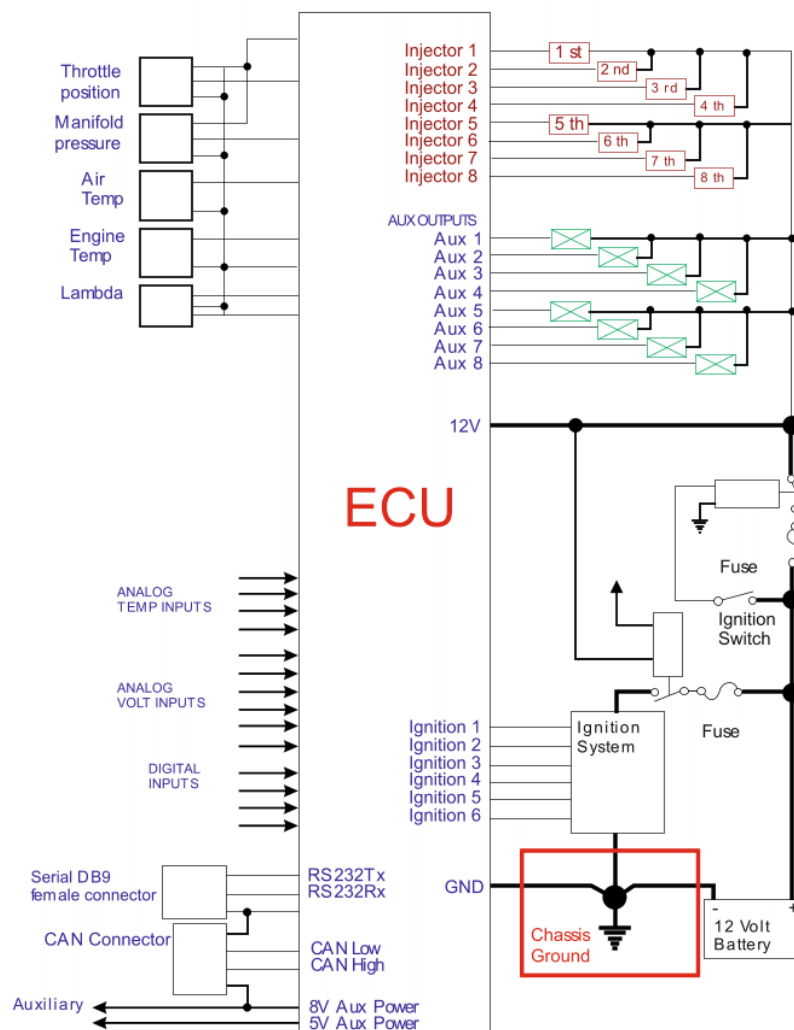 Throttle
position
Manifold
pressure
Air
Temp
Engine
Temp
Lambda
Injector 1
Injector 2
Injector 3
Injector 4
Injector 5
Injector 6
Injector 7
Injector 8
1 st
2 nd
3 rd
4 th
5 th
6 th
7 th
8 th
AUX OUTPUTS
Aux 1
Aux 2
Aux 3
Aux 4
Aux 5
Aux 6
Aux 7
Aux 8
12V
ECU
Fuse
Ignition
Switch
ANALOG
TEMP INPUTS
ANALOG
VOLT INPUTS
DIGITAL
INPUTS
Ignition 1
Ignition 2
Ignition 3
Ignition 4
Ignition 5
Ignition 6
Ignition
System
Fuse
Serial DB9
female connector
RS232Tx
RS232Rx
GND
Chassis
Ground
- +
12 Volt
Battery
CAN Connector
CAN Low
CAN High
Auxiliary
8V Aux Power
5V Aux Power